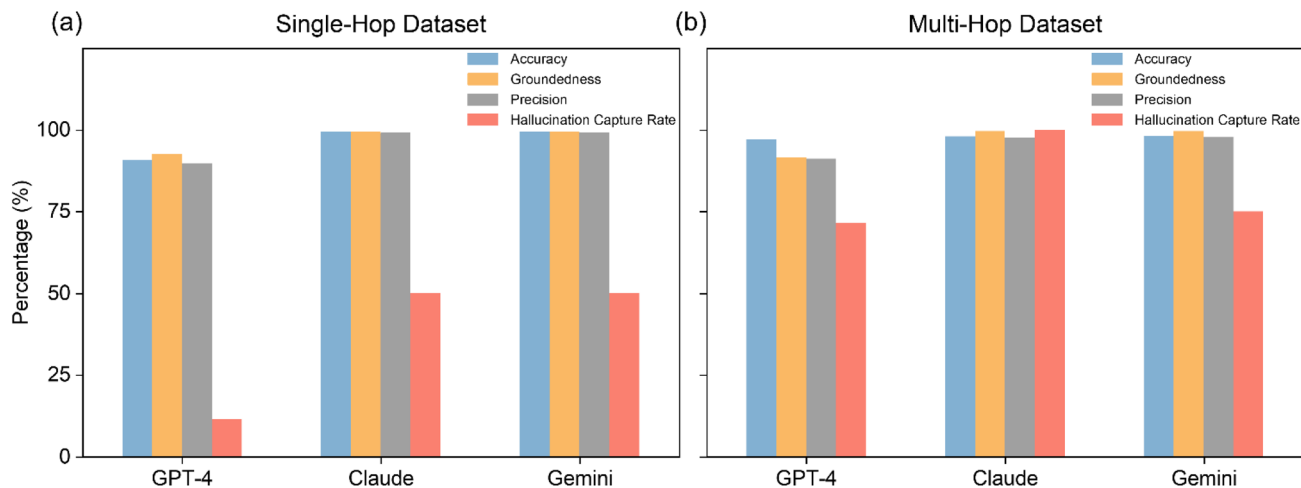 (a)
Single-Hop Dataset
Accuracy
Groundedness
Precision
Hallucination Capture Rate
Percentage (%)
100
75
50
25
0
GPT-4
Claude
Gemini
(b)
Multi-Hop Dataset
Accuracy
Groundedness
Precision
Hallucination Capture Rate
GPT-4
Claude
Gemini